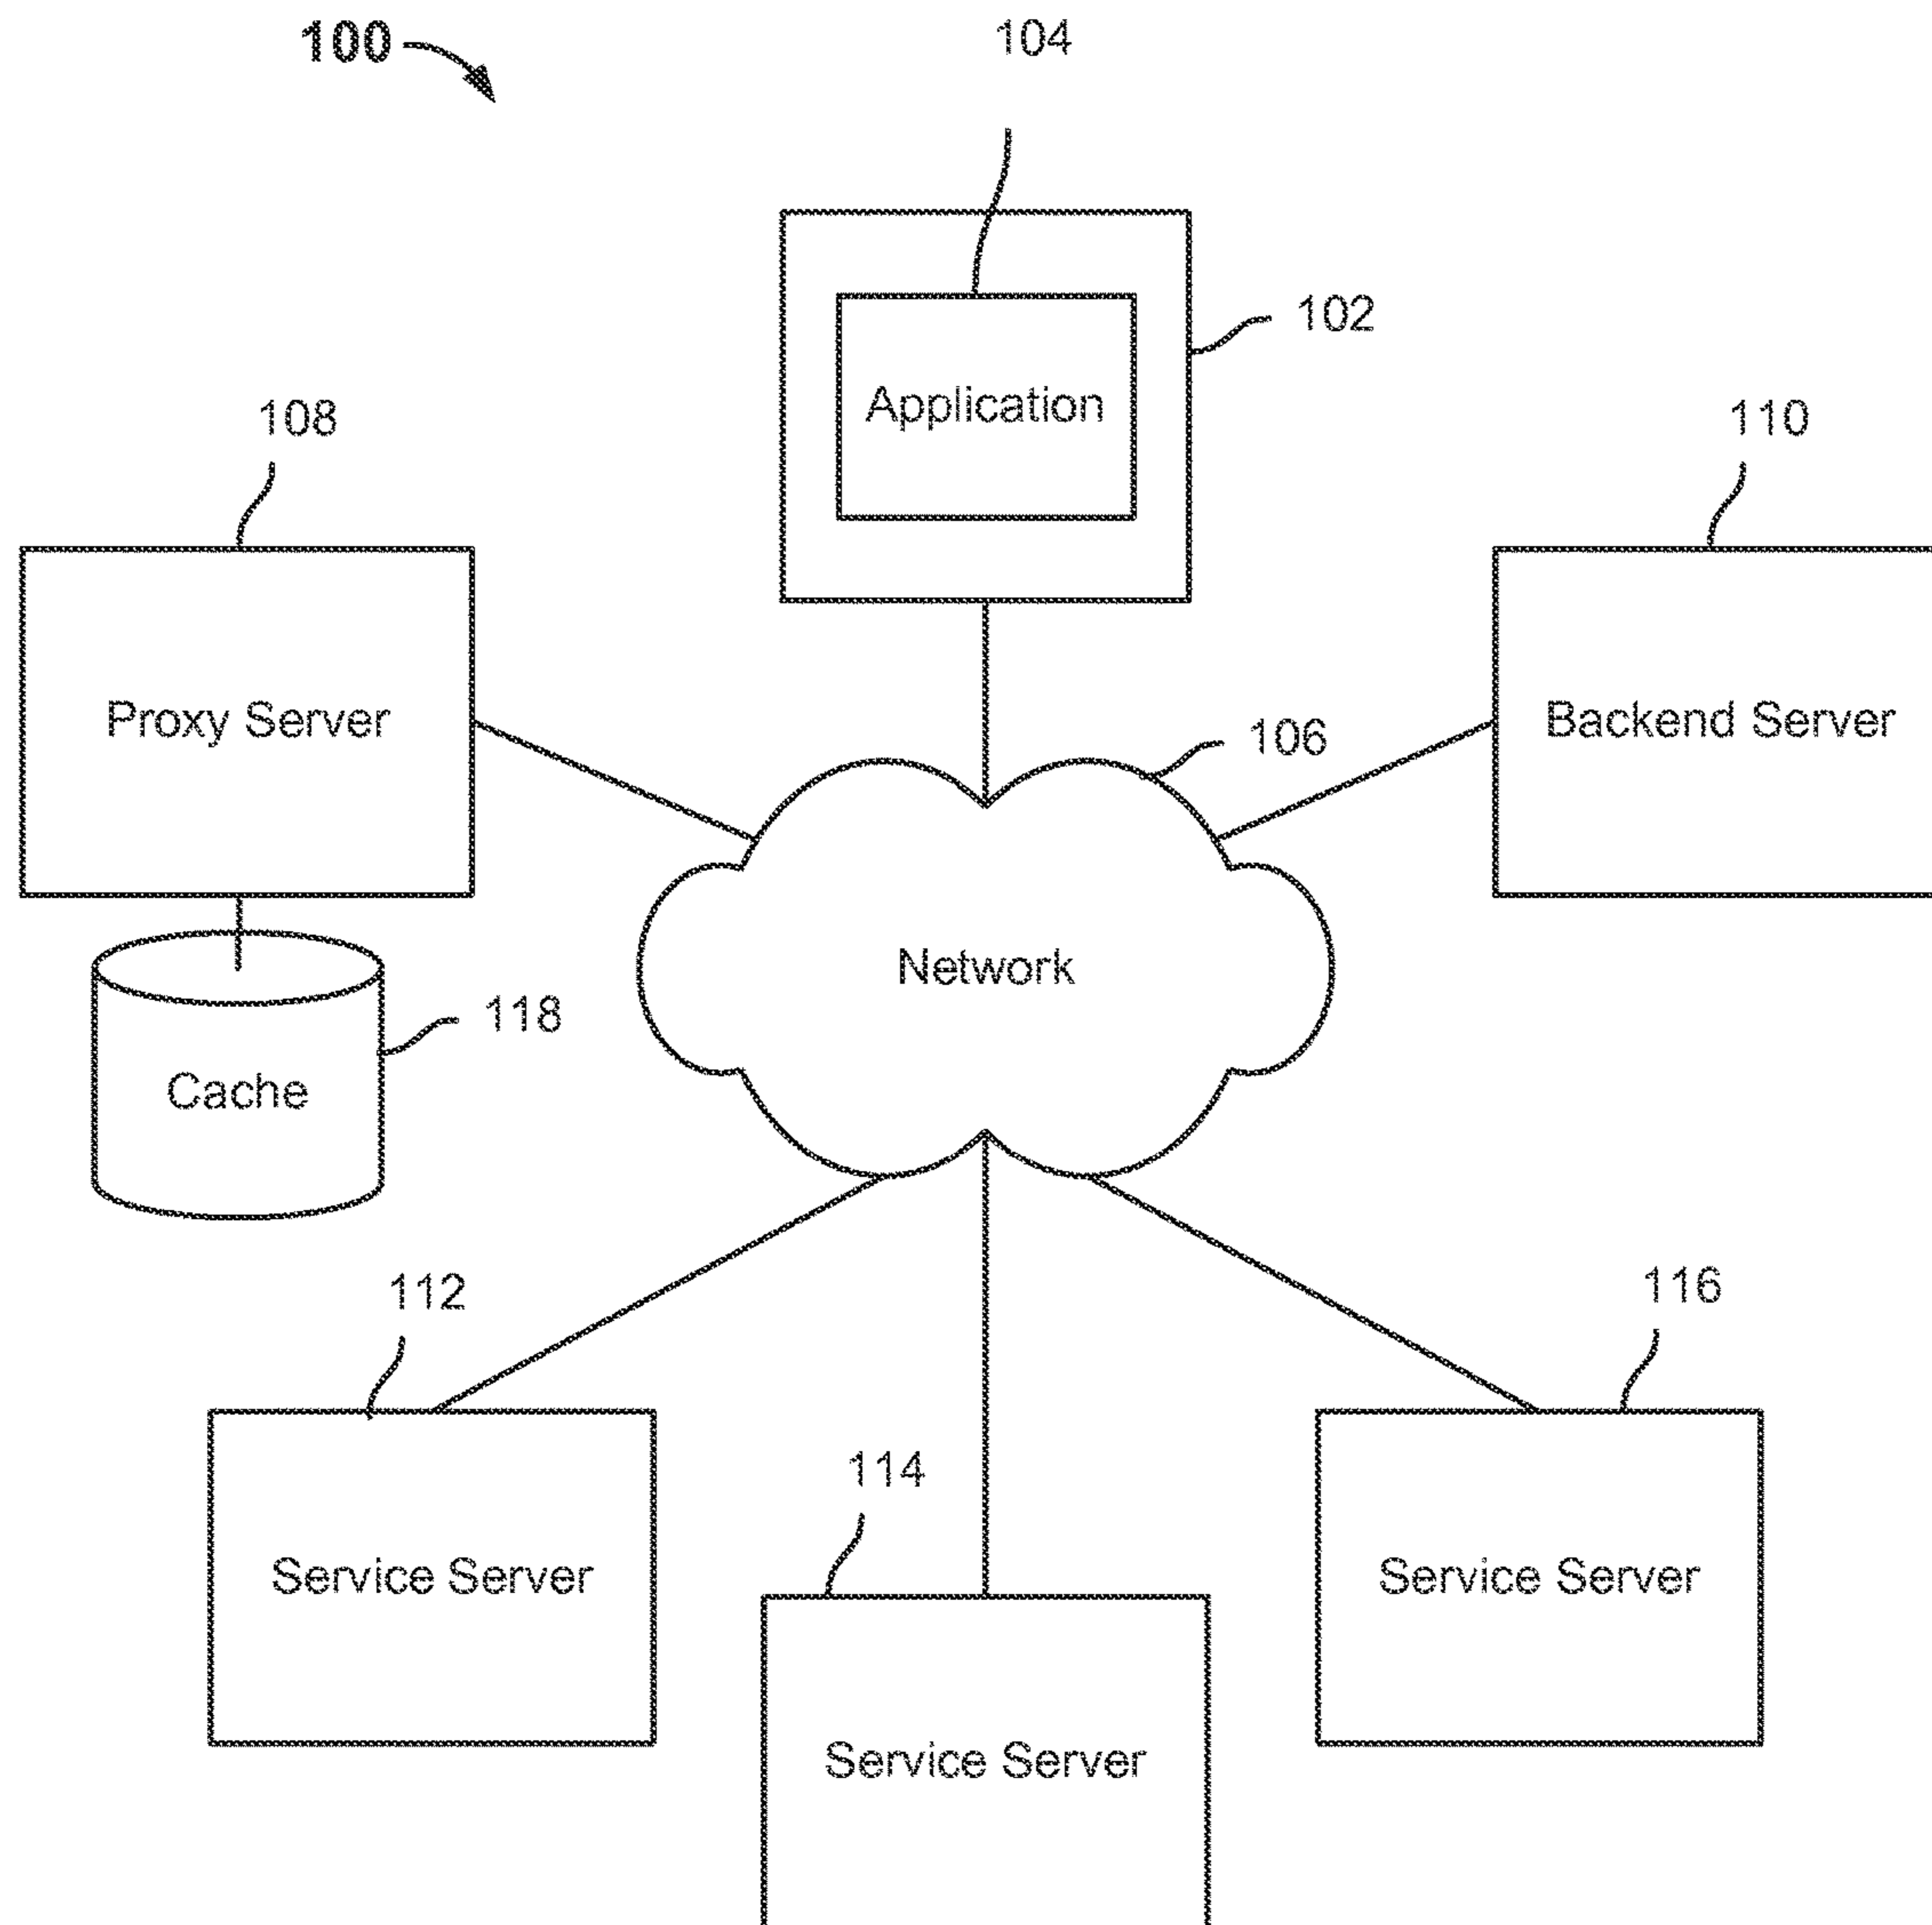 100
104
102
Application
108
110
Proxy Server
106
Backend Server
Network
118
Cache
112
116
114
Service Server
Service Server
Service Server